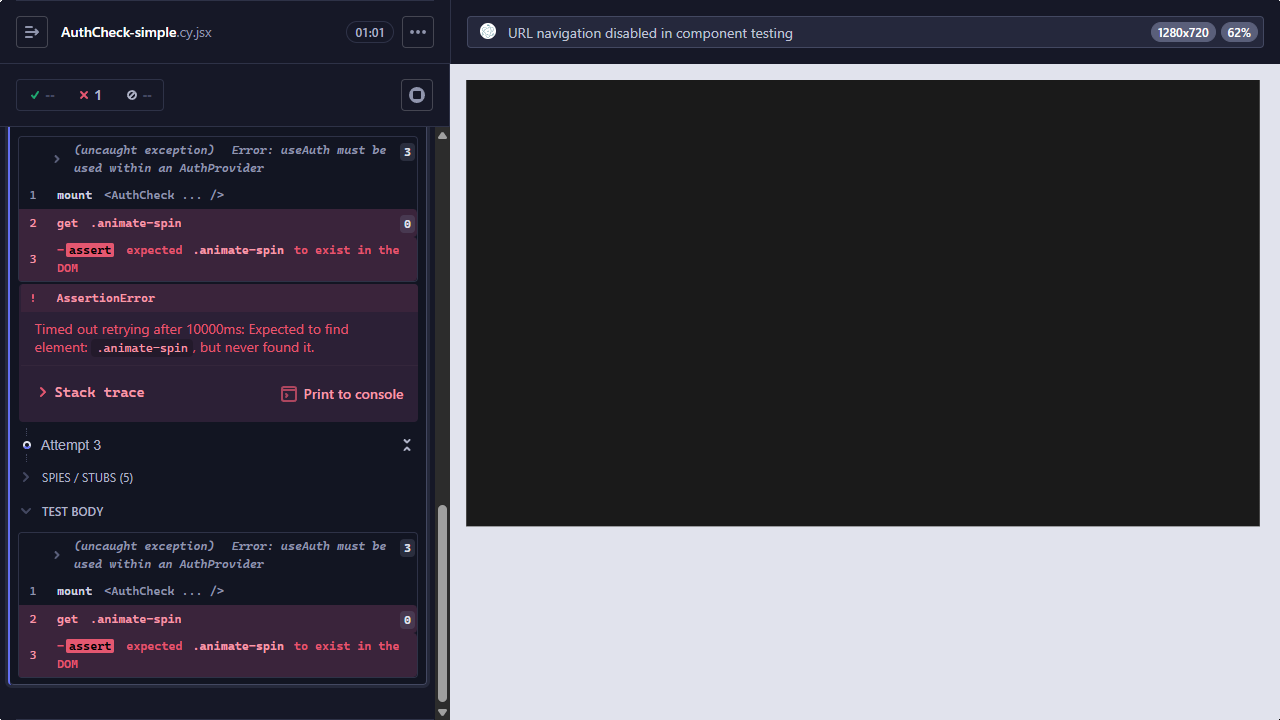 AuthCheck-simple.cy.jsx
01:01
--
1
--
(uncaught exception) Error: useAuth must be
used within an AuthProvider
3
1 mount <AuthCheck ... />
2 get .animate-spin
0
3 -assert expected .animate-spin to exist in the
DOM
! AssertionError
Timed out retrying after 10000ms: Expected to find
element: .animate-spin, but never found it.
Stack trace
Print to console
Attempt 3
SPIES / STUBS (5)
TEST BODY
(uncaught exception) Error: useAuth must be
used within an AuthProvider
3
1 mount <AuthCheck ... />
2 get .animate-spin
0
3 -assert expected .animate-spin to exist in the
DOM
URL navigation disabled in component testing
1280x720
62%